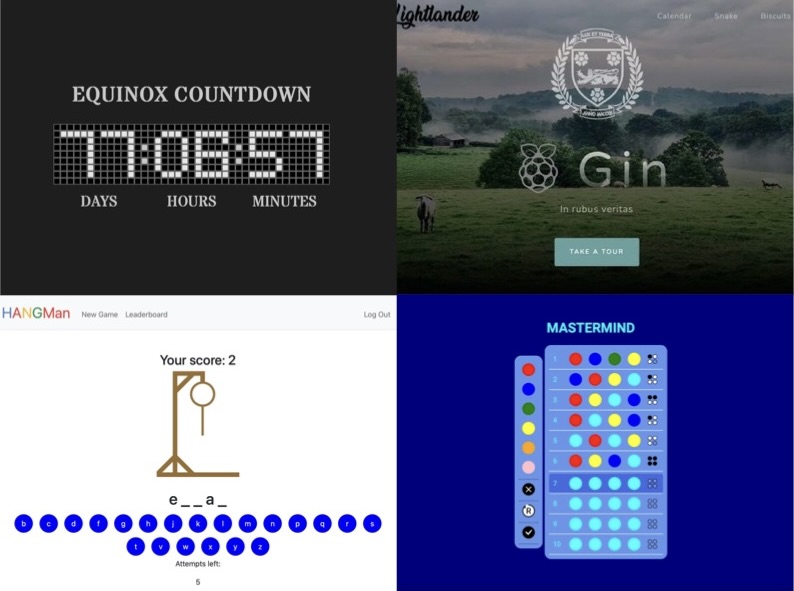 EQUINOX COUNTDOWN
77:08:57
DAYS HOURS MINUTES
Lightlander Calendar Snake Biscuits
Gin
In rubus veritas
TAKE A TOUR
HANGMan New Game Leaderboard Log Out
Your score: 2
e _ _ a _
b c d f g h j k l m n p q r s
t v w x y z
Attempts left:
5
MASTERMIND
1
2
3
4
5
6
7
8
9
10
R